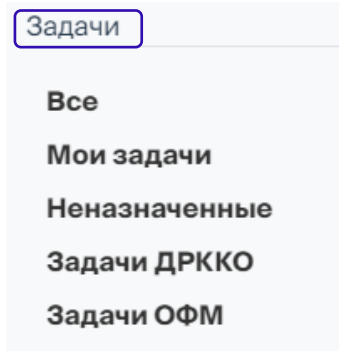 Задачи
Все
Мои задачи
Неназначенные
Задачи ДРККО
Задачи ОФМ